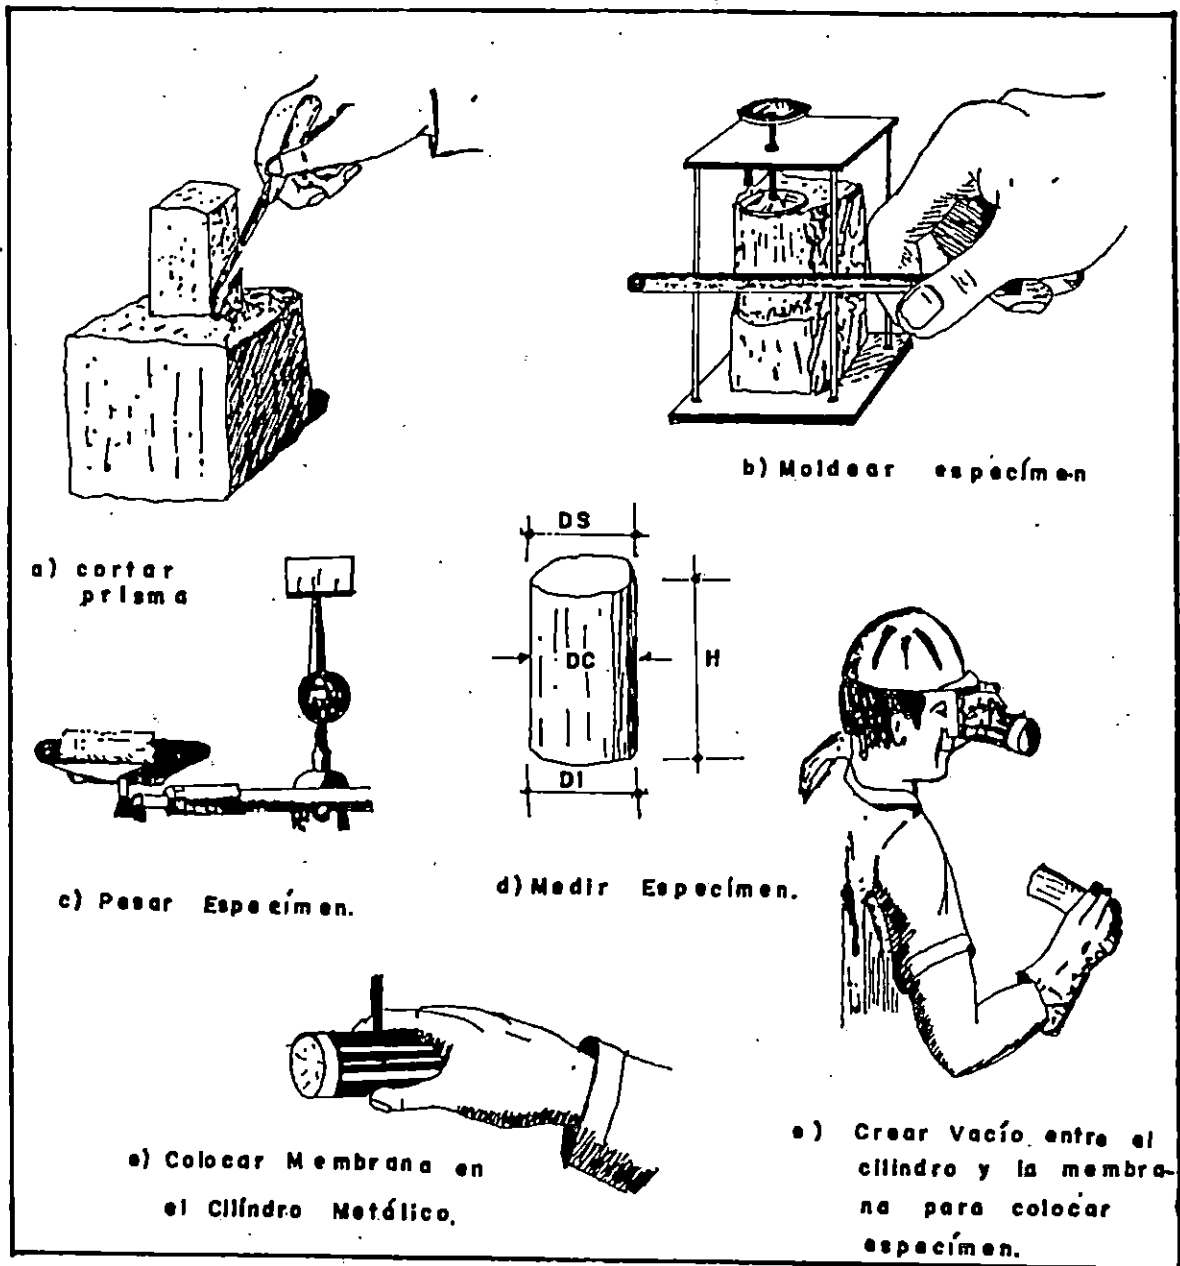 a) cortar
prisma
b) Moldear especímen
c) Pesar Especímen.
DS
DC
H
DI
d) Medir Especímen.
e) Colocar Membrana en
el Cilíndro Metálico.
e) Crear Vacío entre el
cilindro y la membra-
na para colocar
especímen.